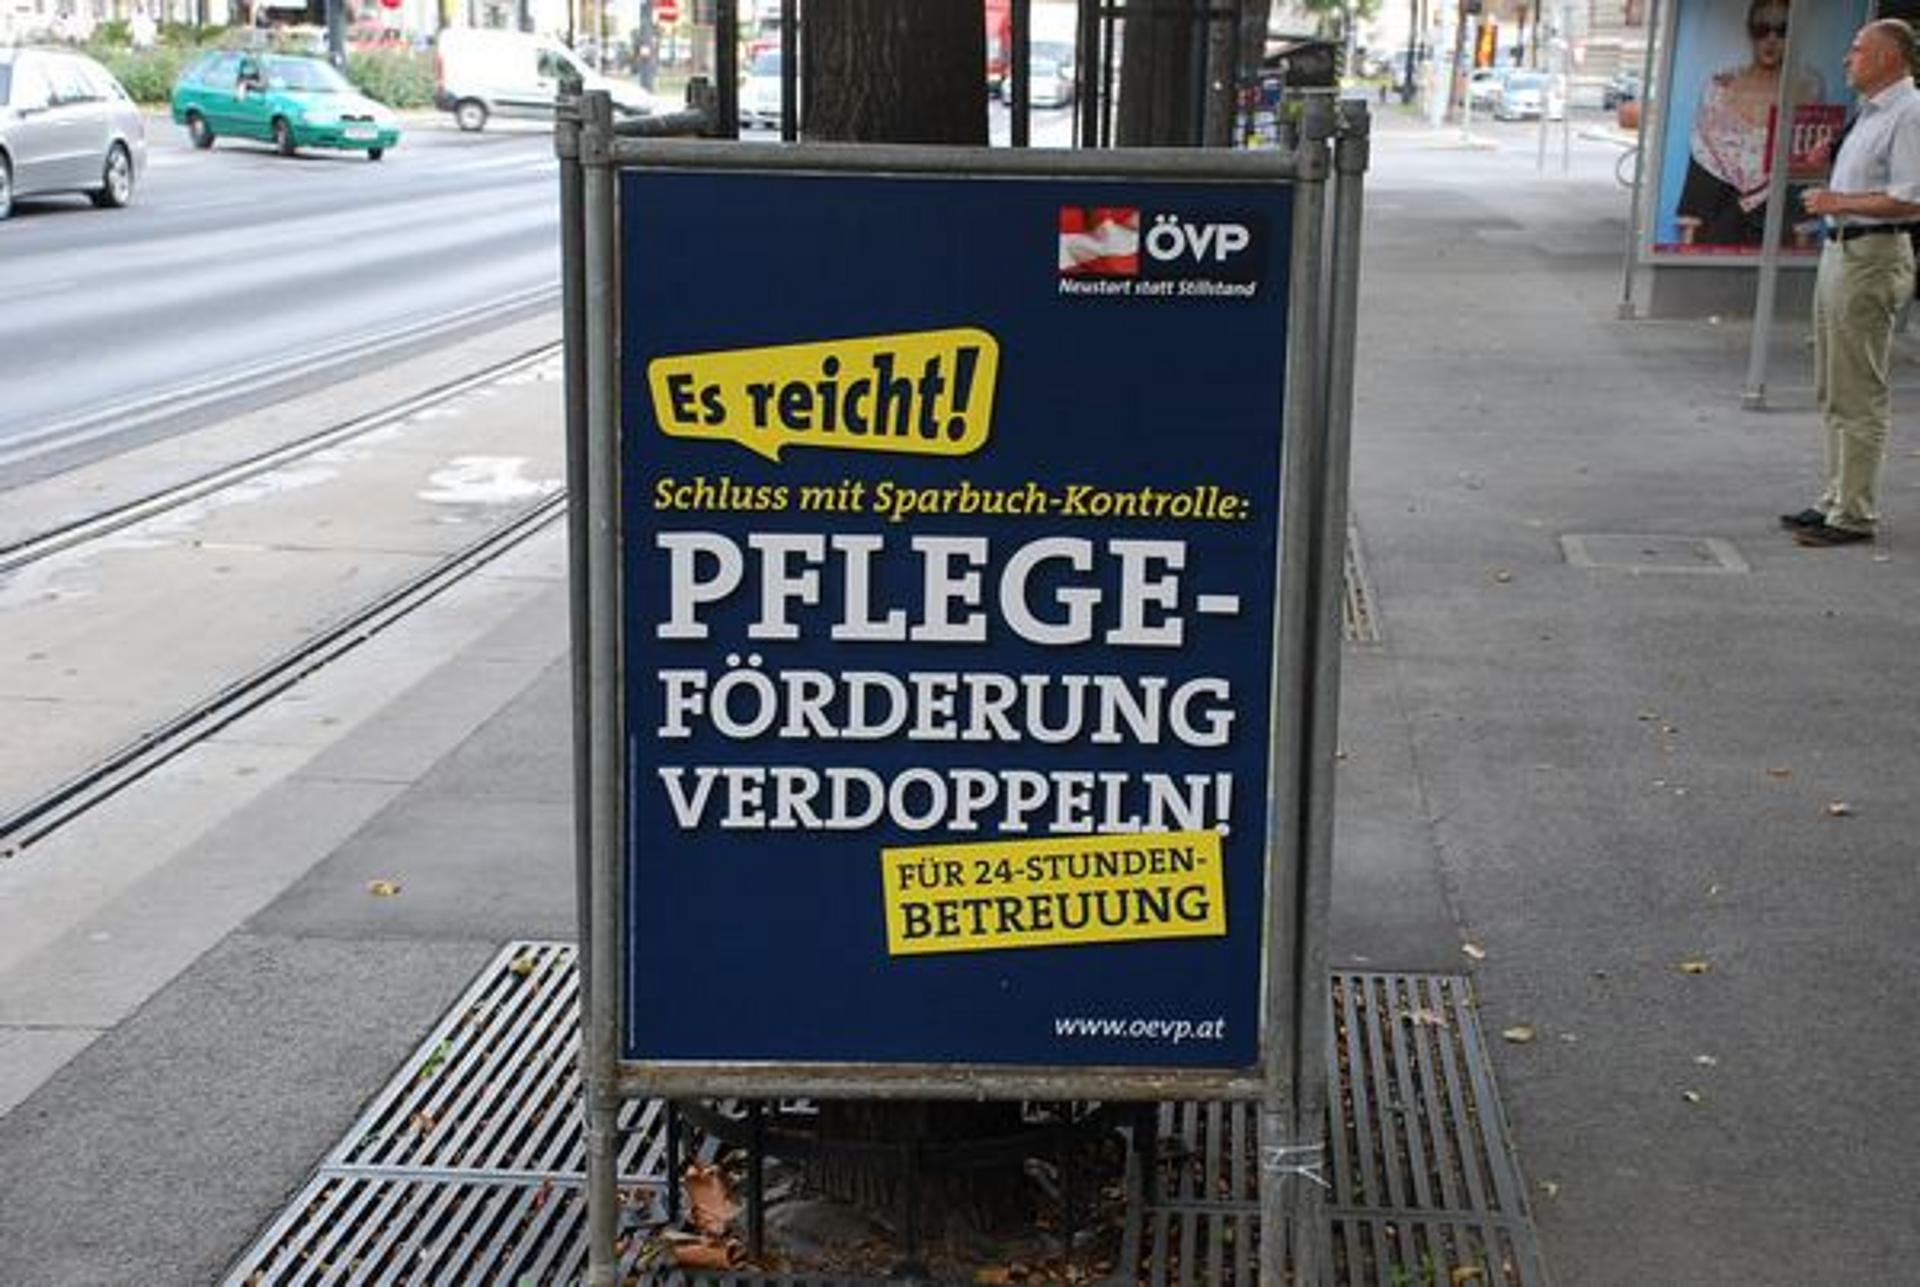 ÖVP
Neustart statt Stillstand
Es reicht!
Schluss mit Sparbuch-Kontrolle:
PFLEGE-
FÖRDERUNG
VERDOPPELN!
FÜR 24-STUNDEN-
BETREUUNG
www.oevp.at